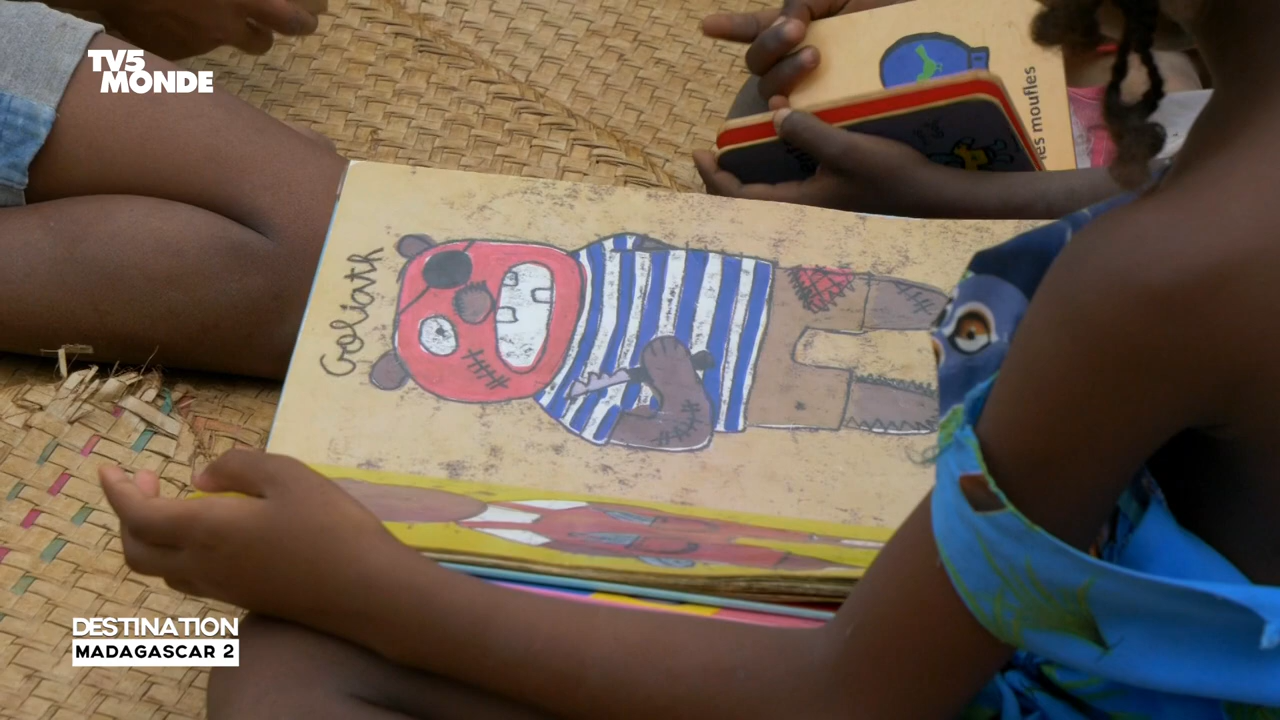 TV5
MONDE
les moufles
Goliath
DESTINATION
MADAGASCAR 2